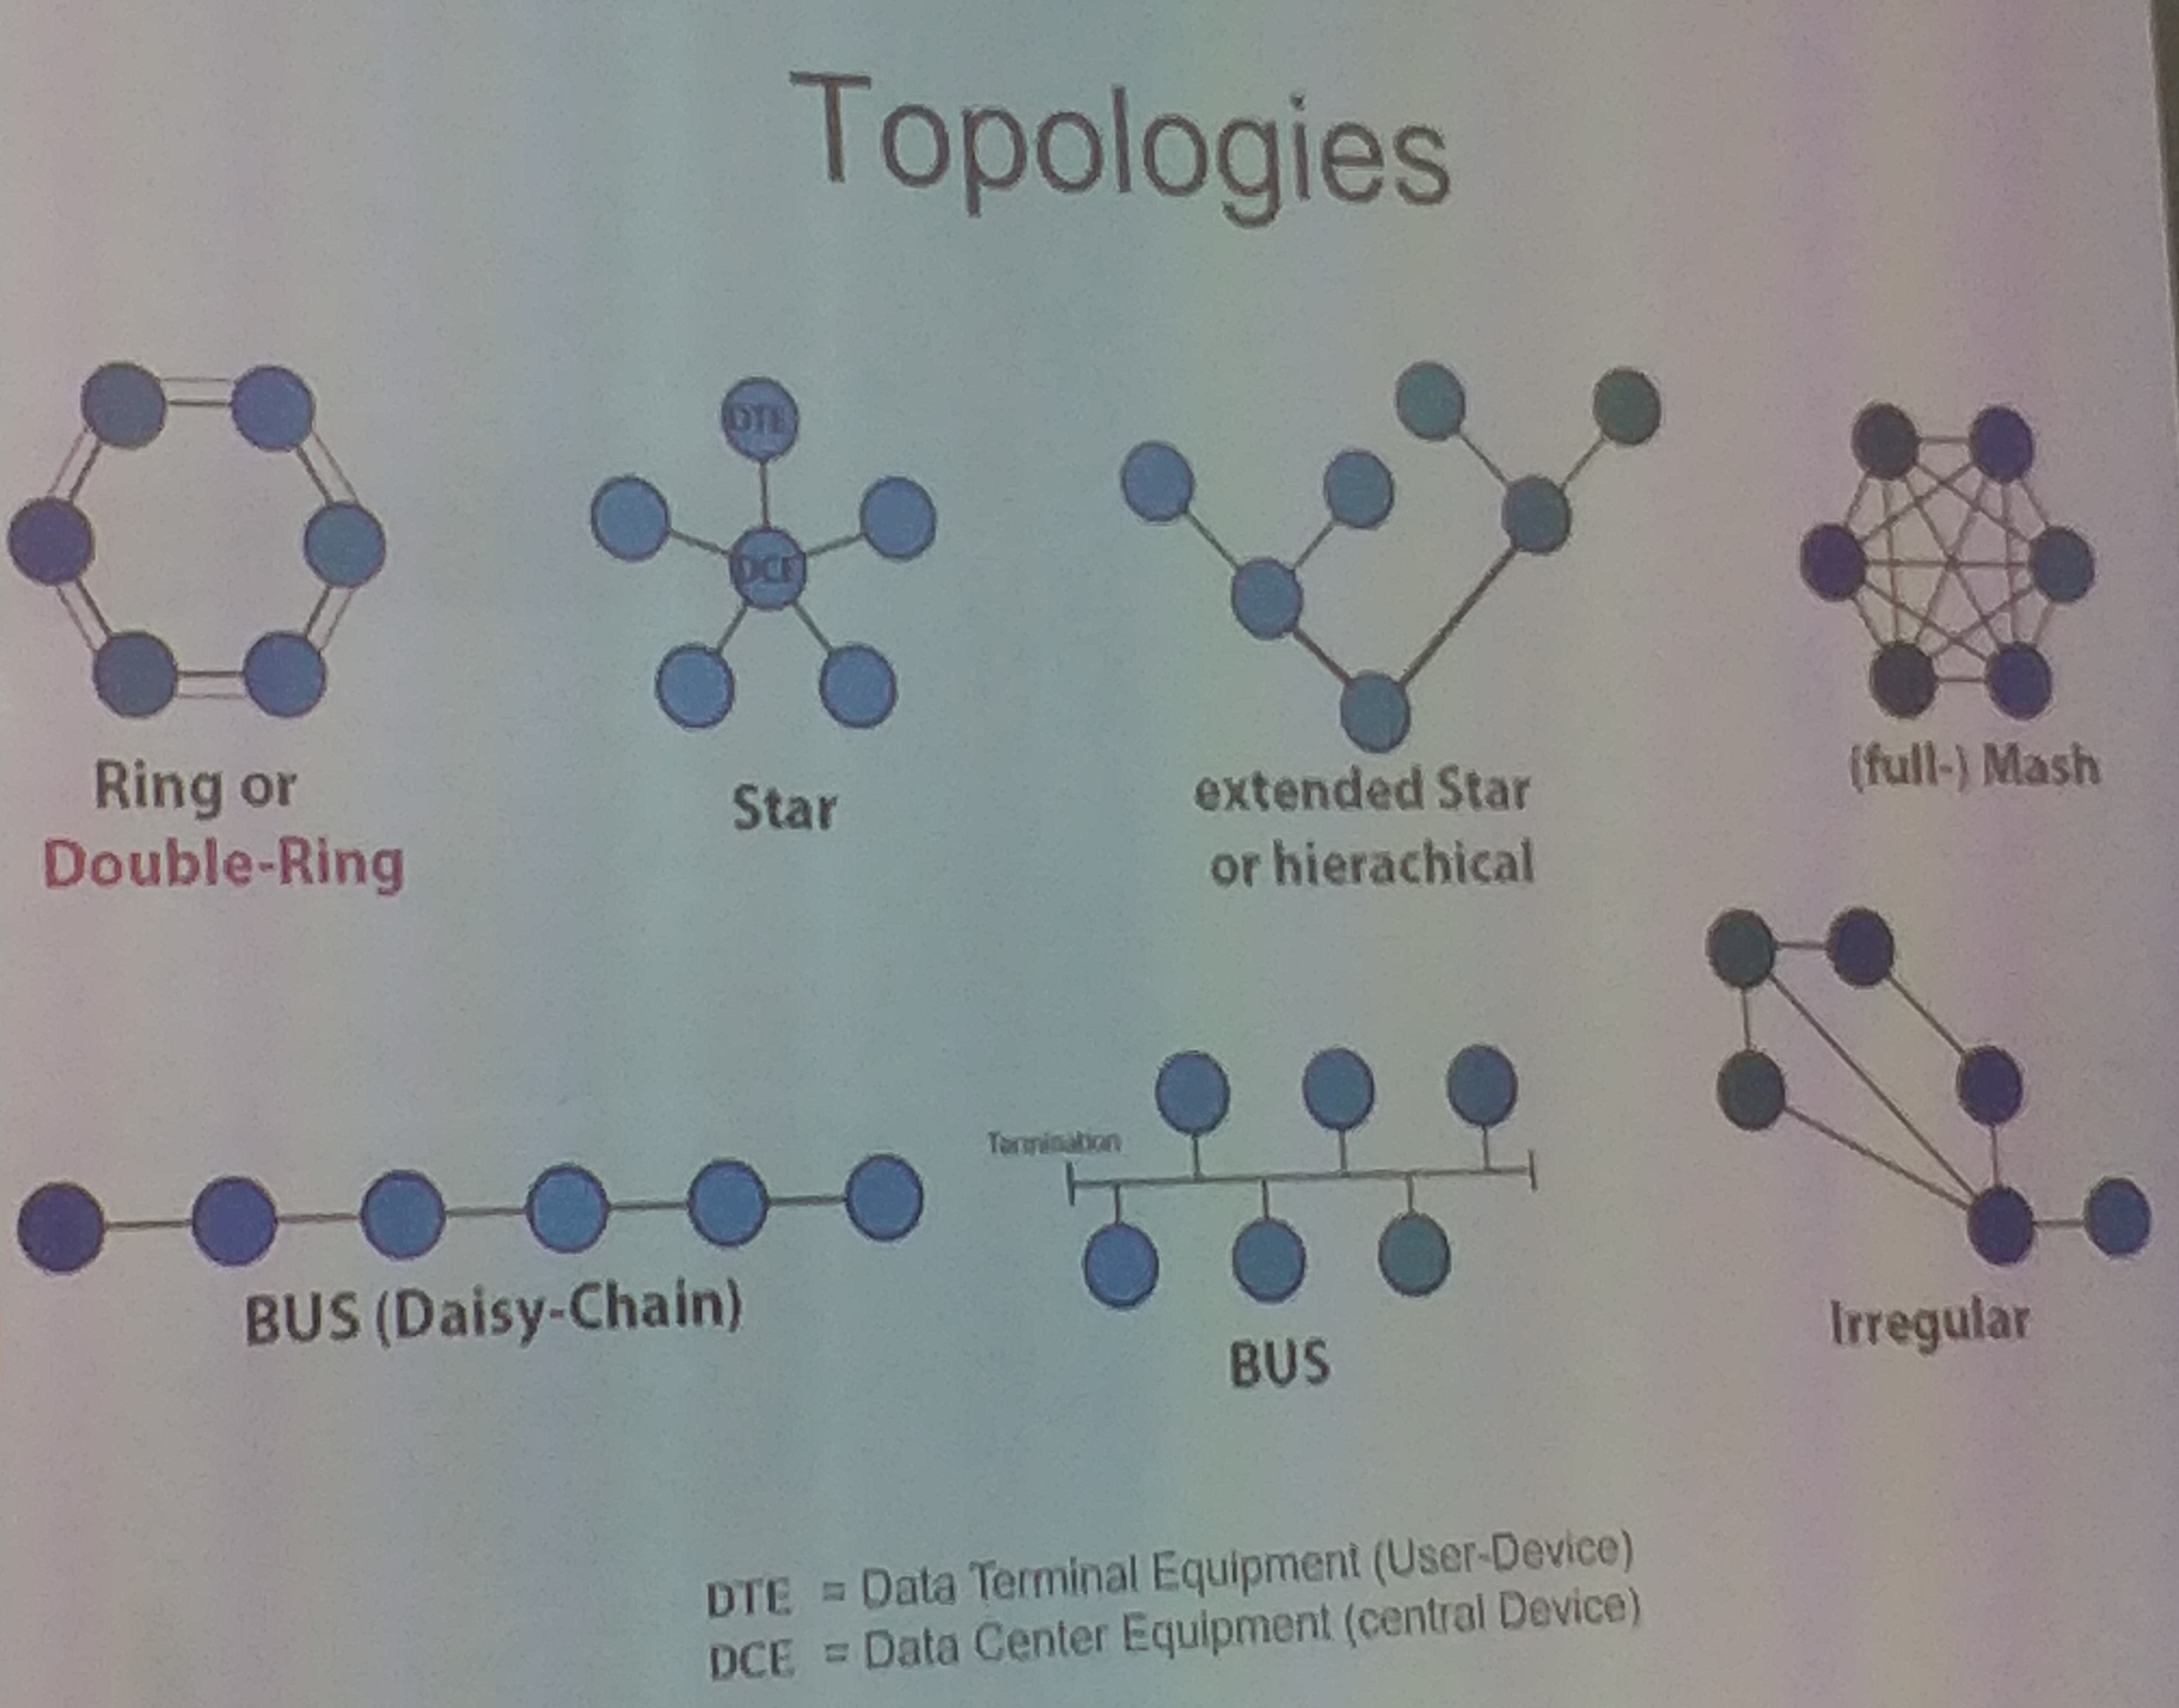 Topologies
DTE
DCE
Ring or
Double-Ring
Star
extended Star
or hierachical
(full-) Mash
Termination
BUS (Daisy-Chain)
BUS
Irregular
DTE = Data Terminal Equipment (User-Device)
DCE = Data Center Equipment (central Device)